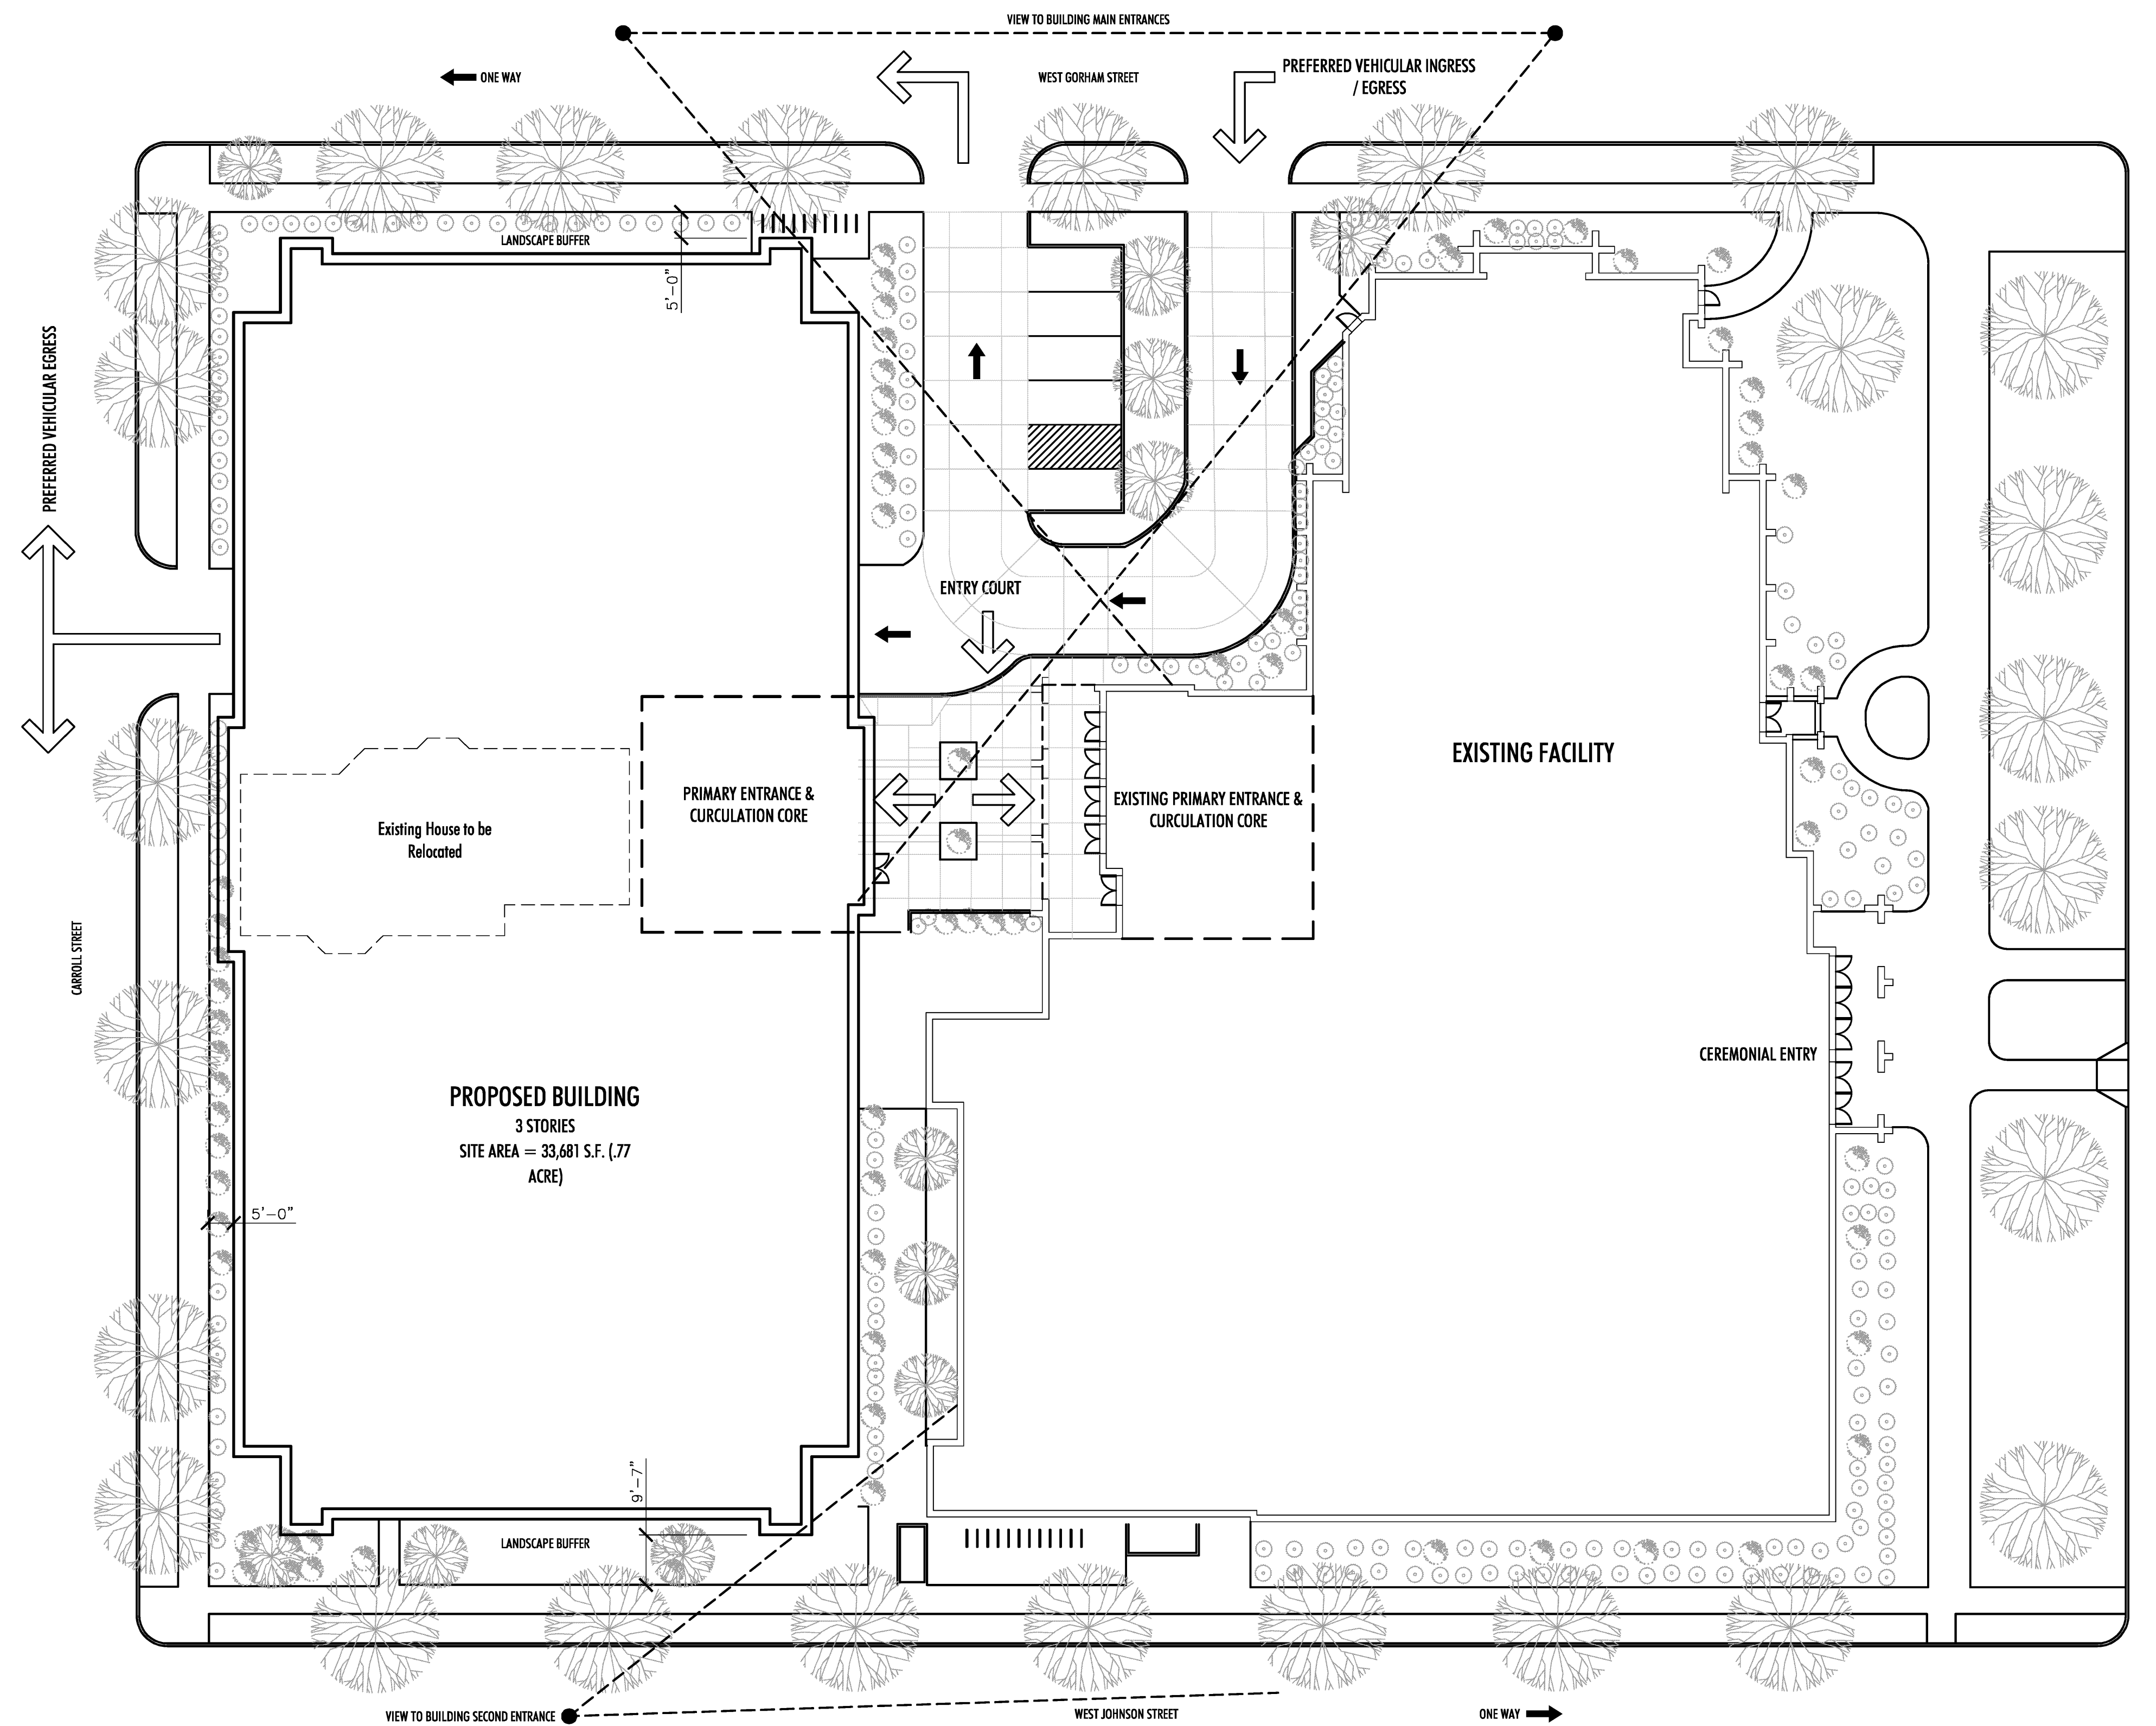 VIEW TO BUILDING MAIN ENTRANCES
ONE WAY
WEST GORHAM STREET
PREFERRED VEHICULAR INGRESS
/ EGRESS
LANDSCAPE BUFFER
5'-0"
PREFERRED VEHICULAR EGRESS
ENTRY COURT
EXISTING FACILITY
PRIMARY ENTRANCE &
CURCULATION CORE
EXISTING PRIMARY ENTRANCE &
CURCULATION CORE
Existing House to be
Relocated
CARROLL STREET
CEREMONIAL ENTRY
PROPOSED BUILDING
3 STORIES
SITE AREA = 33,681 S.F. (.77
ACRE)
5'-0"
9'-7"
LANDSCAPE BUFFER
VIEW TO BUILDING SECOND ENTRANCE
WEST JOHNSON STREET
ONE WAY